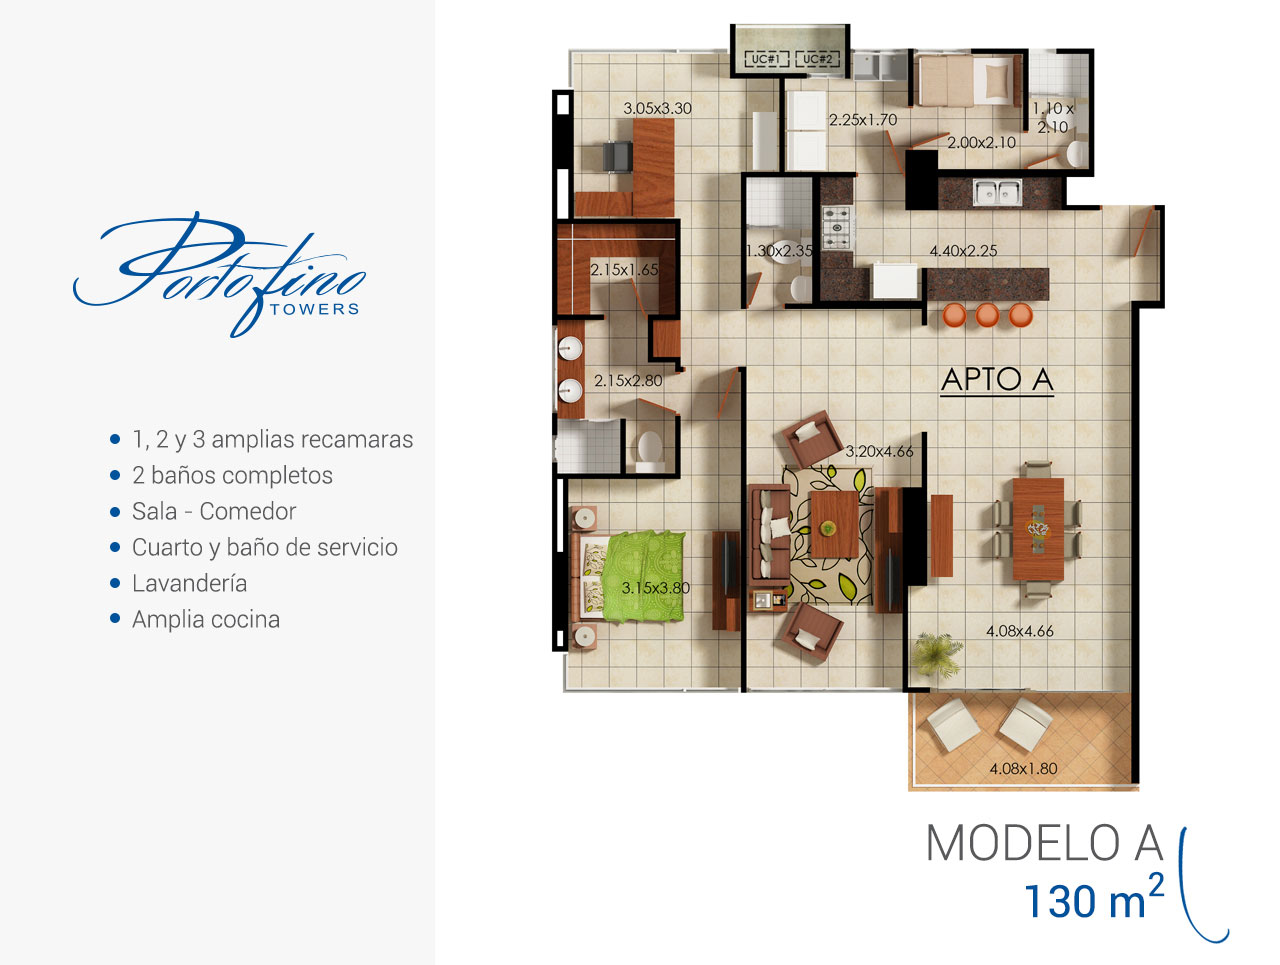 Portofino
TOWERS
1, 2 y 3 amplias recamaras
2 baños completos
Sala - Comedor
Cuarto y baño de servicio
Lavandería
Amplia cocina
UC#1 UC#2
3.05x3.30
2.25x1.70
1.10 x
2.10
2.00x2.10
1.30x2.35
4.40x2.25
2.15x1.65
2.15x2.80
APTO A
3.20x4.66
3.15x3.80
4.08x4.66
4.08x1.80
MODELO A
130 m²